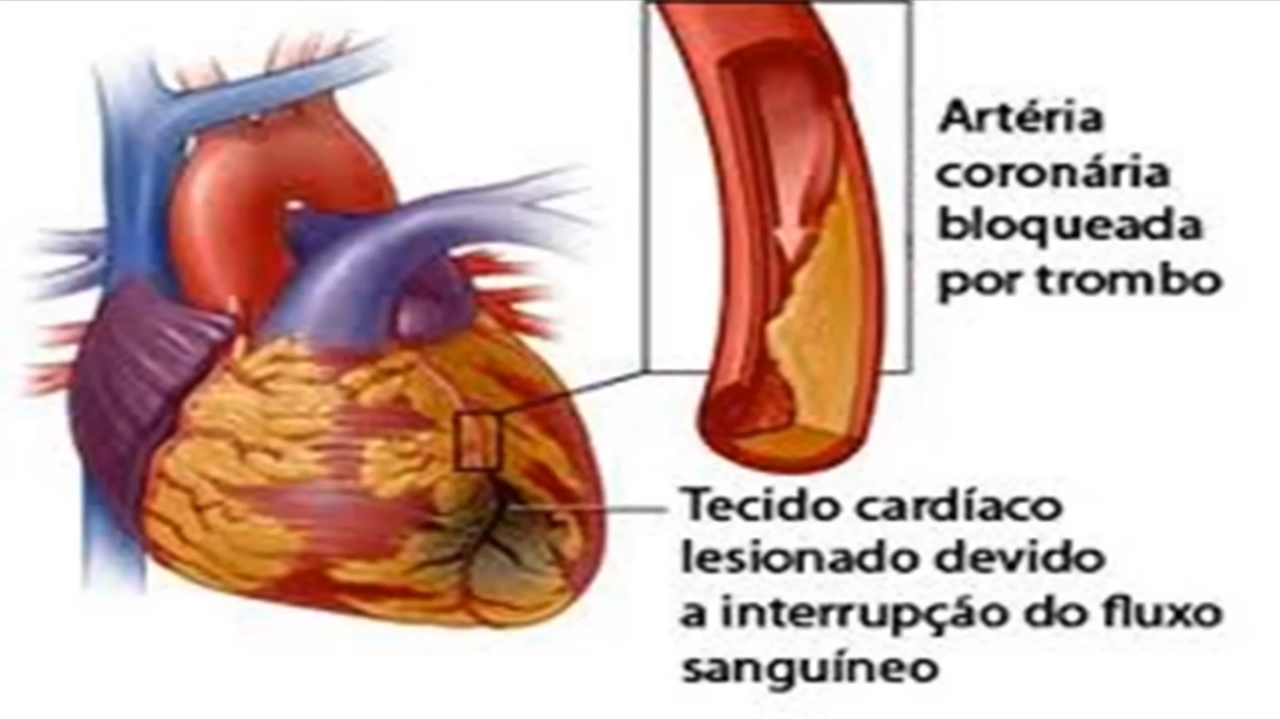 Artéria
coronária
bloqueada
por trombo
Tecido cardíaco
lesionado devido
a interrupção do fluxo
sanguíneo